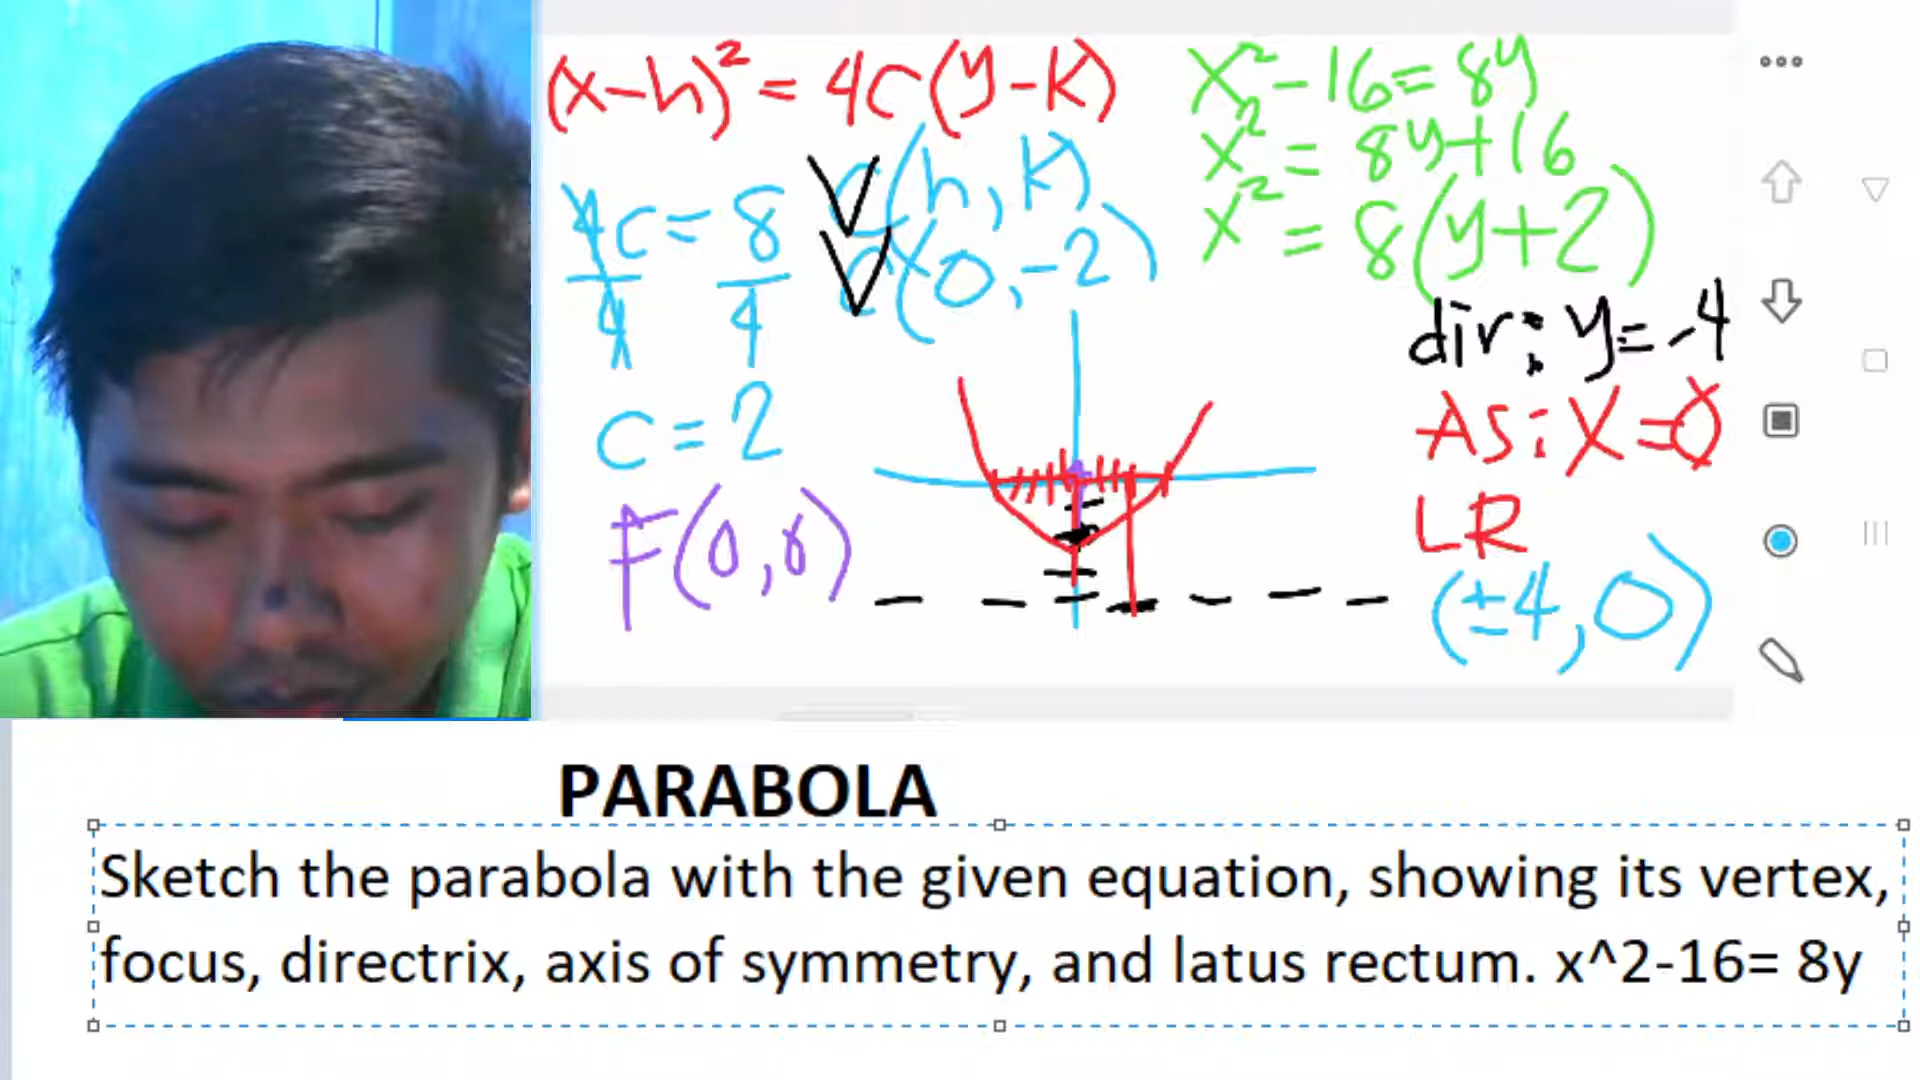 (x-h)² = 4c(y-k)
4c = 8
4 4
c = 2
F(0,0)
V(h,k)
V(0,-2)
x²-16=8y
x² = 8y+16
x² = 8(y+2)
dir: y=-4
AS: X=0
LR
(±4,0)
PARABOLA
Sketch the parabola with the given equation, showing its vertex,
focus, directrix, axis of symmetry, and latus rectum. x^2-16= 8y